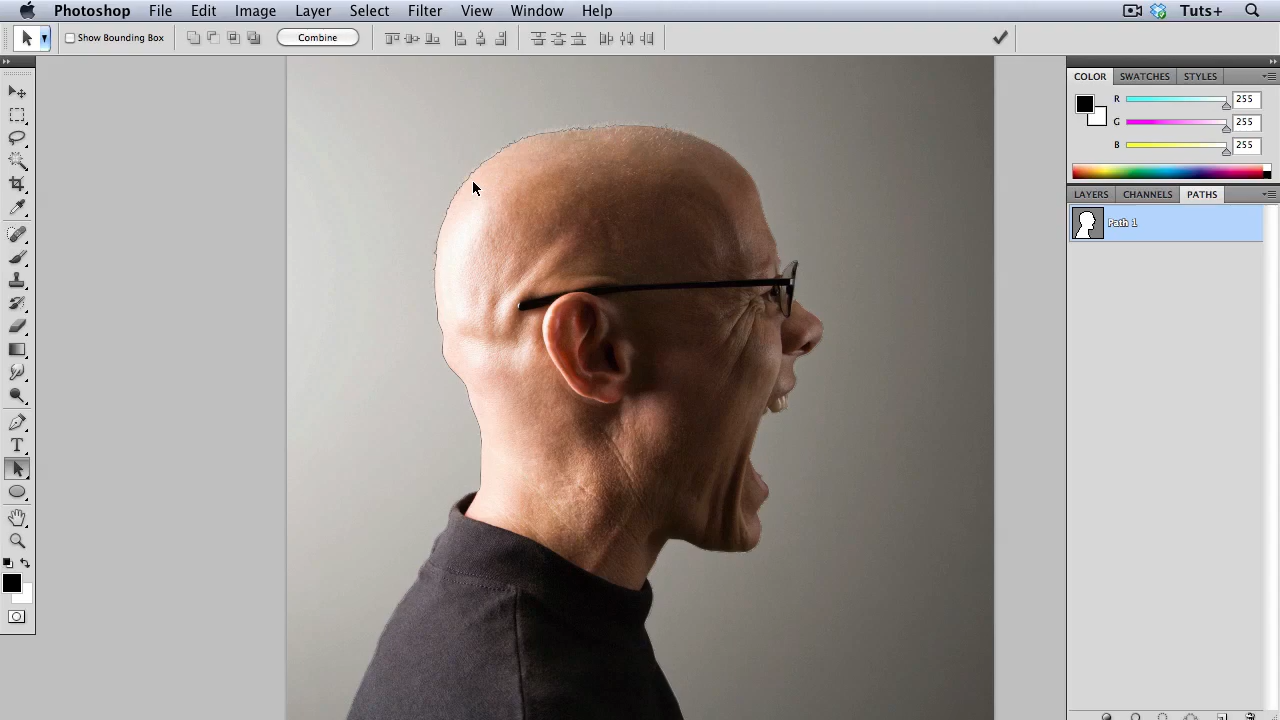 Photoshop File Edit Image Layer Select Filter View Window Help Tuts+
Show Bounding Box Combine
COLOR SWATCHES STYLES
R 255
G 255
B 255
LAYERS CHANNELS PATHS
Path 1
T